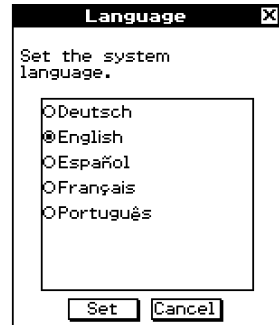 Language X
Set the system
language.
Deutsch
English
Español
Français
Português
Set Cancel